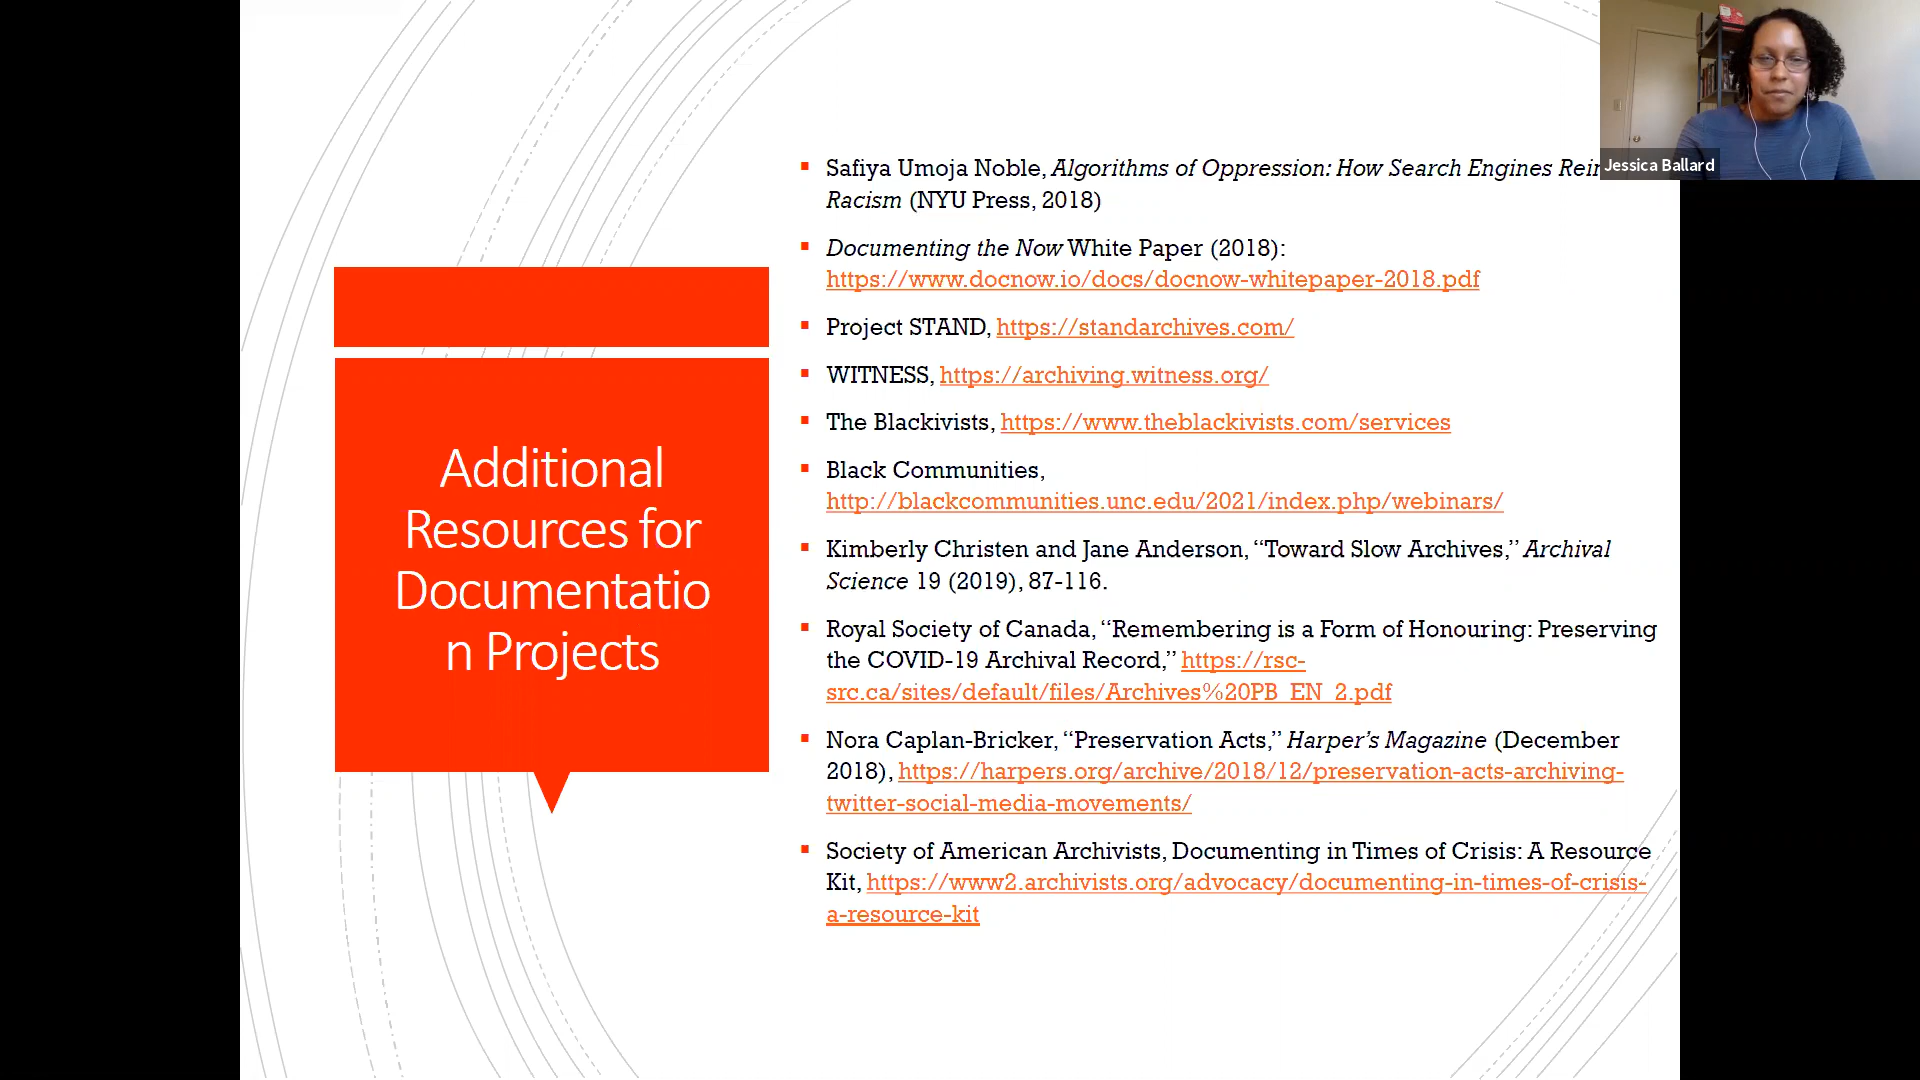 Additional
Resources for
Documentatio
n Projects
Safiya Umoja Noble, Algorithms of Oppression: How Search Engines
Racism (NYU Press, 2018)
Documenting the Now White Paper (2018):
https://www.docnow.io/docs/docnow-whitepaper-2018.pdf
Project STAND, https://standarchives.com/
WITNESS, https://archiving.witness.org/
The Blackivists, https://www.theblackivists.com/services
Black Communities,
http://blackcommunities.unc.edu/2021/index.php/webinars/
Kimberly Christen and Jane Anderson, “Toward Slow Archives,” Archival
Science 19 (2019), 87-116.
Royal Society of Canada, “Remembering is a Form of Honouring: Preserving
the COVID-19 Archival Record,” https://rsc-
src.ca/sites/default/files/Archives%20PB_EN_2.pdf
Nora Caplan-Bricker, “Preservation Acts,” Harper’s Magazine (December
2018), https://harpers.org/archive/2018/12/preservation-acts-archiving-
twitter-social-media-movements/
Society of American Archivists, Documenting in Times of Crisis: A Resource
Kit, https://www2.archivists.org/advocacy/documenting-in-times-of-crisis-
a-resource-kit
Jessica Ballard